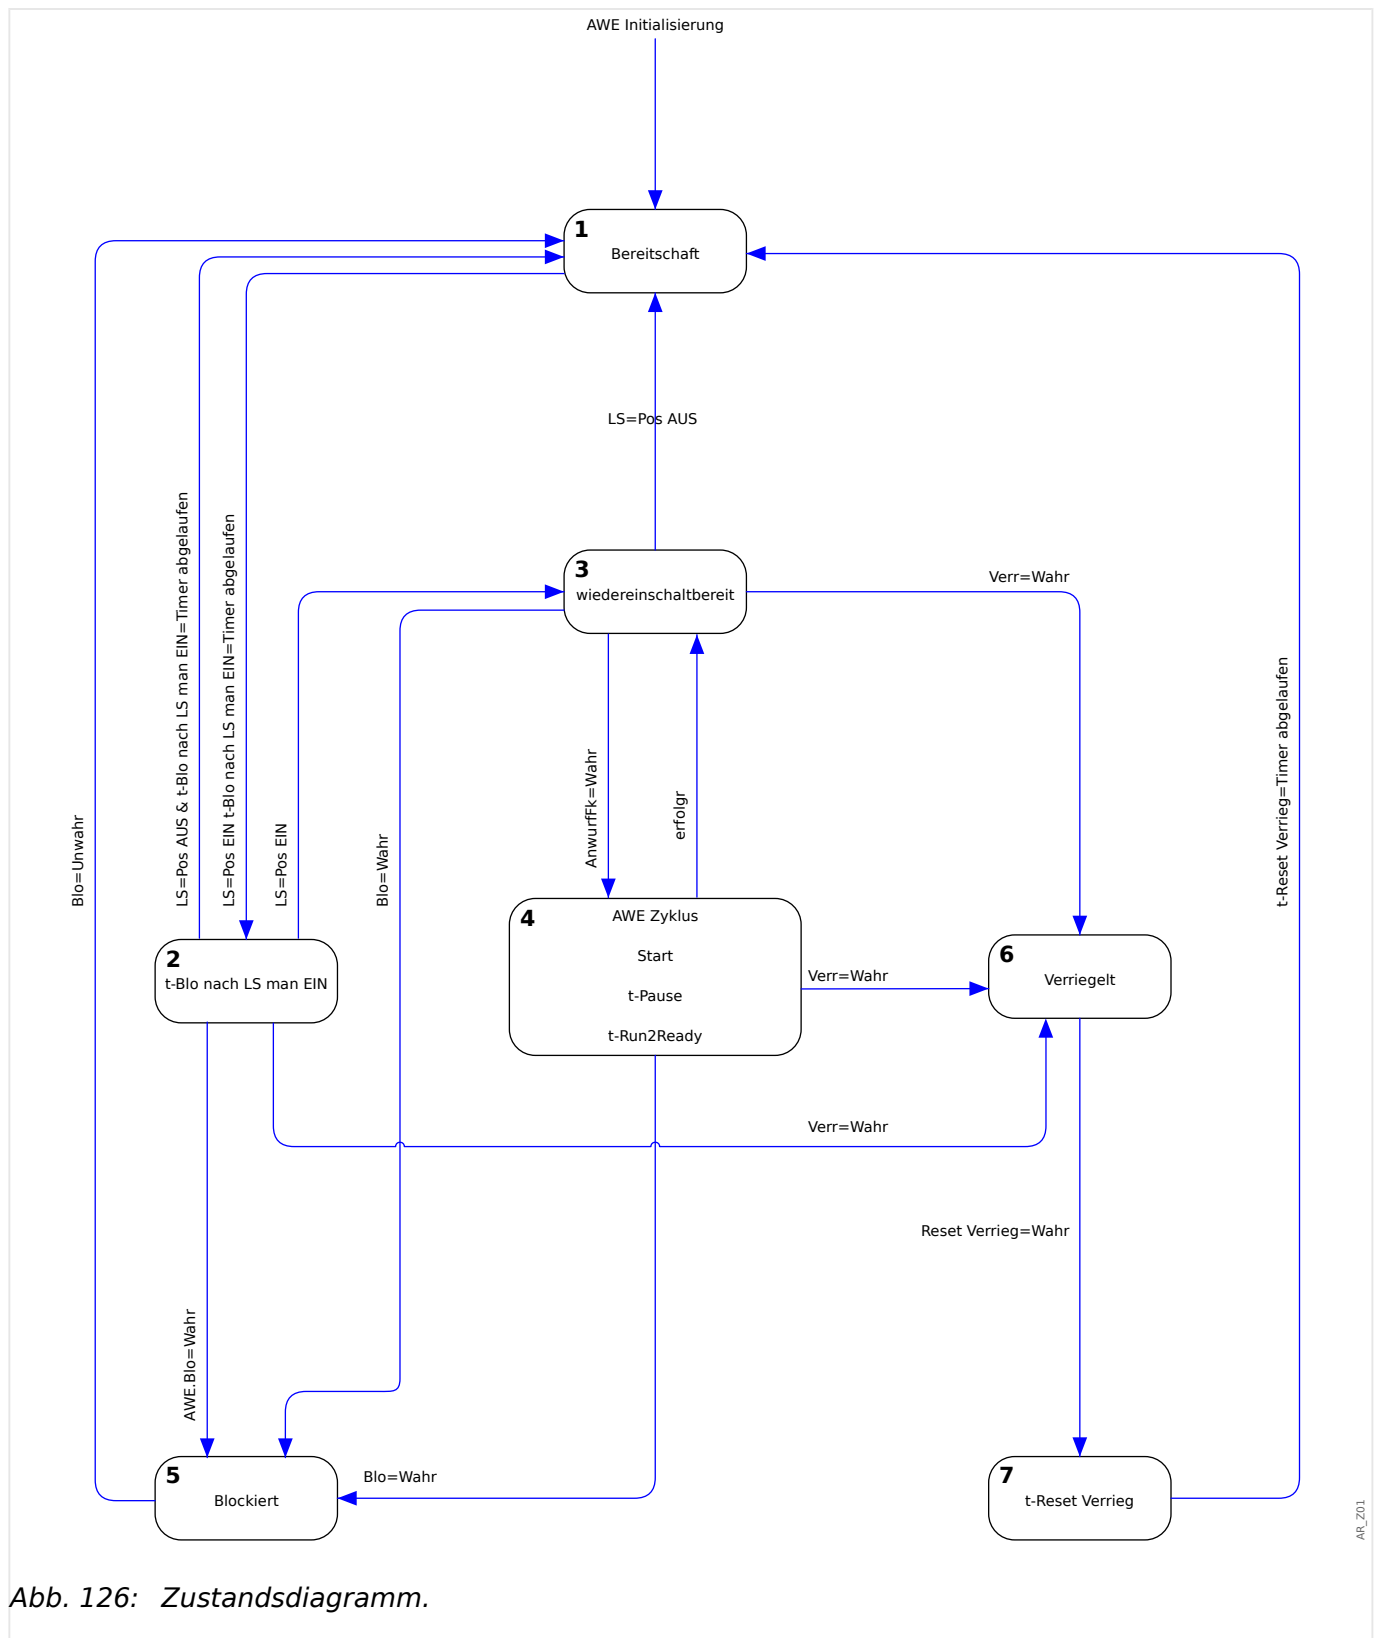 AWE Initialisierung
1
Bereitschaft
LS=Pos AUS
3
wiedereinschaltbereit
Verr=Wahr
LS=Pos AUS & t-Blo nach LS man EIN=Timer abgelaufen
LS=Pos EIN t-Blo nach LS man EIN=Timer abgelaufen
LS=Pos EIN
Blo=Unwahr
Blo=Wahr
AnwurfFk=Wahr
erfolgr
t-Reset Verrieg=Timer abgelaufen
2
t-Blo nach LS man EIN
4
AWE Zyklus
Start
t-Pause
t-Run2Ready
Verr=Wahr
6
Verriegelt
Verr=Wahr
Reset Verrieg=Wahr
AWE.Blo=Wahr
5
Blockiert
Blo=Wahr
7
t-Reset Verrieg
AR_Z01
Abb. 126: Zustandsdiagramm.